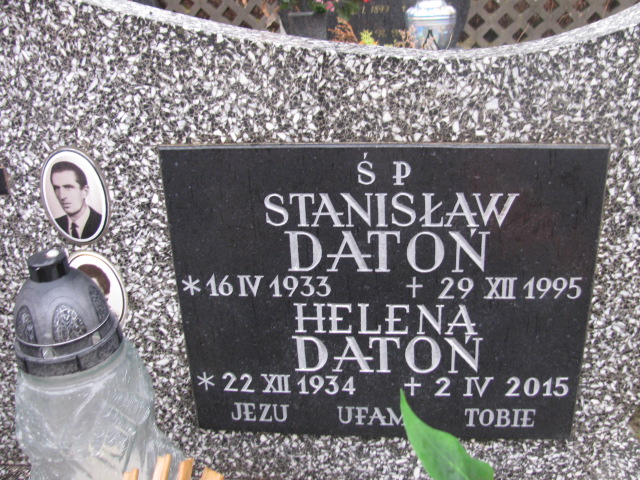 Ś P
STANISŁAW
DATOŃ
* 16 IV 1933 + 29 XII 1995
HELENA
DATOŃ
* 22 XII 1934 + 2 IV 2015
JEZU UFAM TOBIE